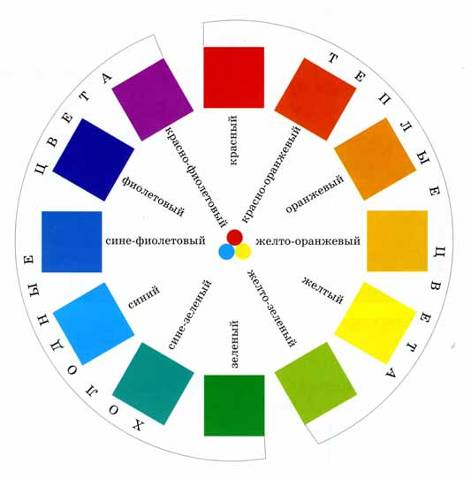 ТЕПЛЫЕ ЦВЕТА
ХОЛОДНЫЕ ЦВЕТА
красный
красно-оранжевый
оранжевый
желто-оранжевый
желтый
желто-зеленый
зеленый
сине-зеленый
синий
сине-фиолетовый
фиолетовый
красно-фиолетовый